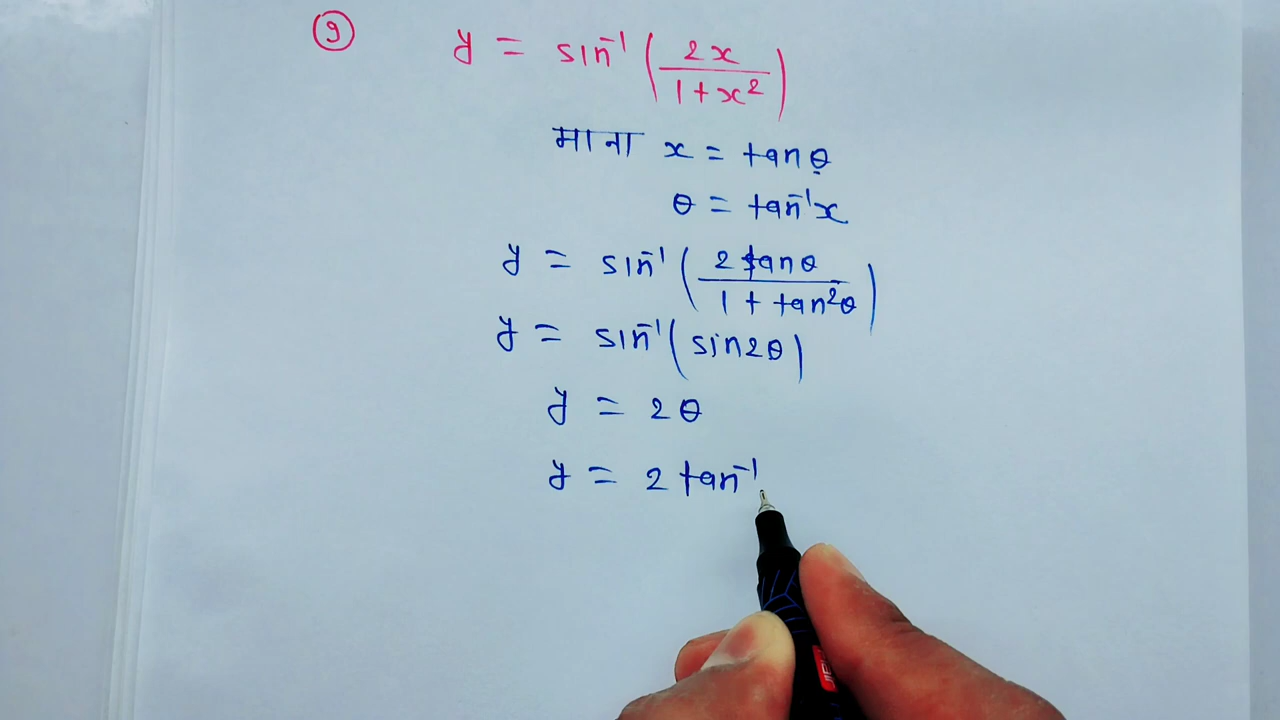 9 y = sin⁻¹(2x/1+x²)
माना x = tanθ
θ = tan⁻¹x
y = sin⁻¹(2tanθ/1+tan²θ)
y = sin⁻¹(sin2θ)
y = 2θ
y = 2tan⁻¹